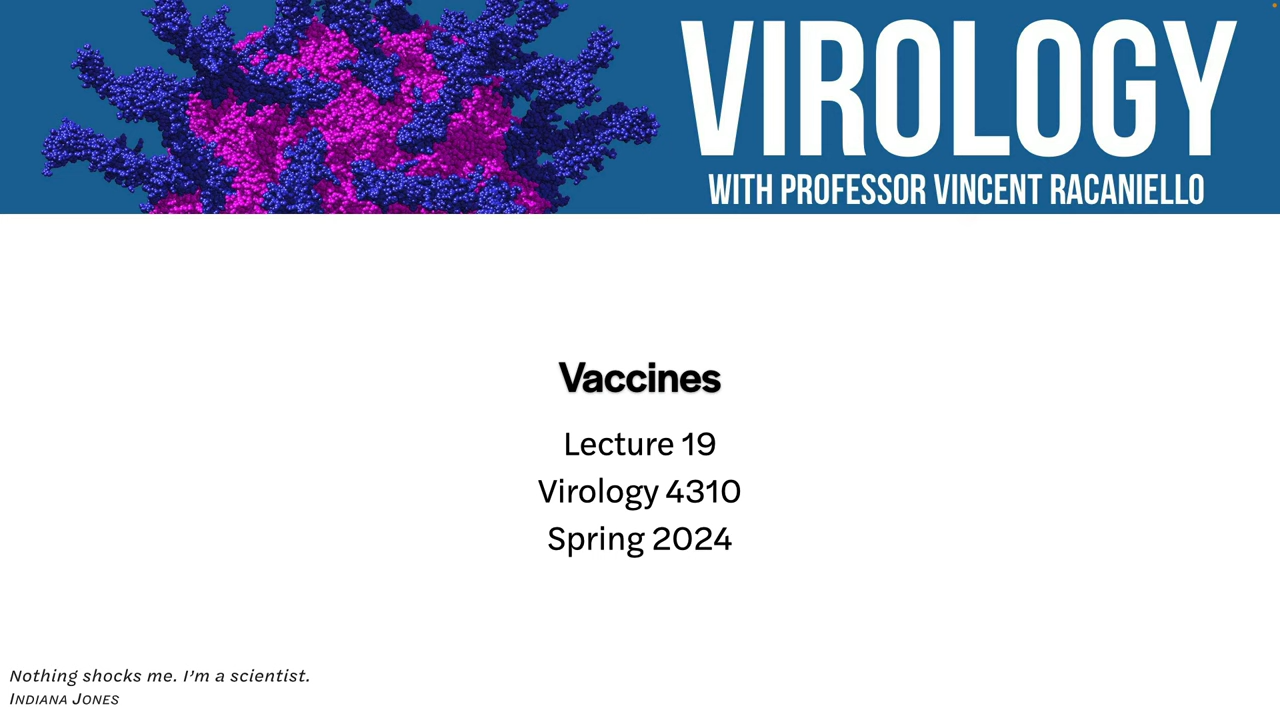 VIROLOGY
WITH PROFESSOR VINCENT RACANIELLO
Vaccines
Lecture 19
Virology 4310
Spring 2024
Nothing shocks me. I'm a scientist.
INDIANA JONES